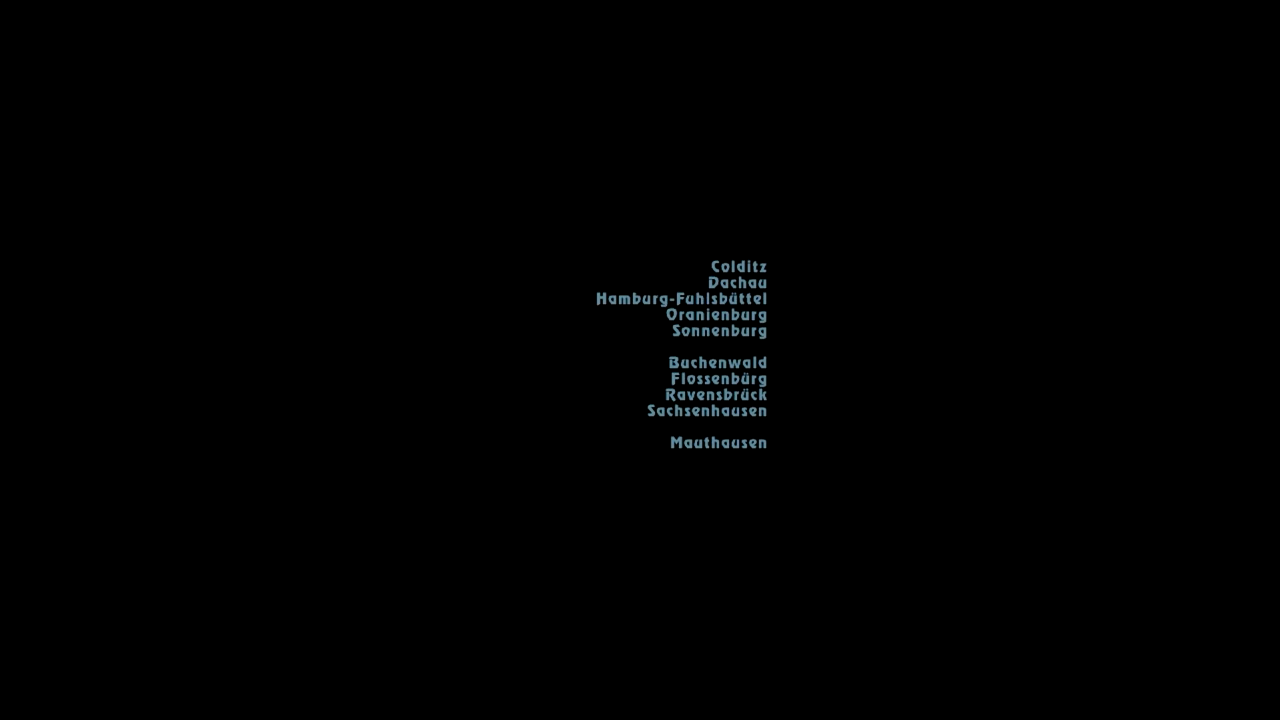 Colditz
Dachau
Hamburg-Fuhlsbüttel
Oranienburg
Sonnenburg
Buchenwald
Flossenbürg
Ravensbrück
Sachsenhausen
Mauthausen